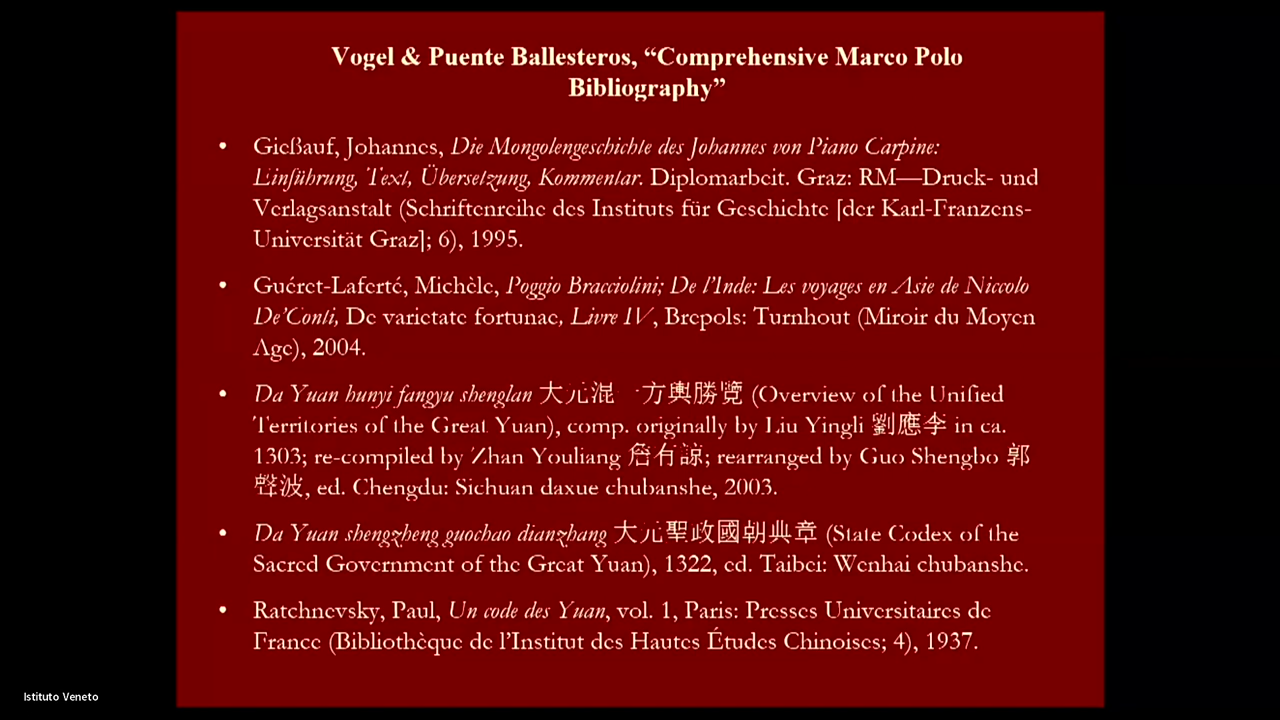 Vogel & Puente Ballesteros, “Comprehensive Marco Polo
Bibliography”
• Gießauf, Johannes, Die Mongolengeschichte des Johannes von Piano Carpine:
Einführung, Text, Übersetzung, Kommentar. Diplomarbeit. Graz: RM—Druck- und
Verlagsanstalt (Schriftenreihe des Instituts für Geschichte [der Karl-Franzens-
Universität Graz]; 6), 1995.
• Guéret-Laferté, Michèle, Poggio Bracciolini; De l’Inde: Les voyages en Asie de Niccolo
De’Conti, De varietate fortunae, Livre IV, Brepols: Turnhout (Miroir du Moyen
Age), 2004.
• Da Yuan hunyi fangyu shenglan 大元混一方輿勝覽 (Overview of the Unified
Territories of the Great Yuan), comp. originally by Liu Yingli 劉應李 in ca.
1303; re-compiled by Zhan Youliang 詹有諒; rearranged by Guo Shengbo 郭
聲波, ed. Chengdu: Sichuan daxue chubanshe, 2003.
• Da Yuan shengzheng guochao dianzhang 大元聖政國朝典章 (State Codex of the
Sacred Government of the Great Yuan), 1322, ed. Taibei: Wenhai chubanshe.
• Ratchnevsky, Paul, Un code des Yuan, vol. 1, Paris: Presses Universitaires de
France (Bibliothèque de l’Institut des Hautes Études Chinoises; 4), 1937.
Istituto Veneto